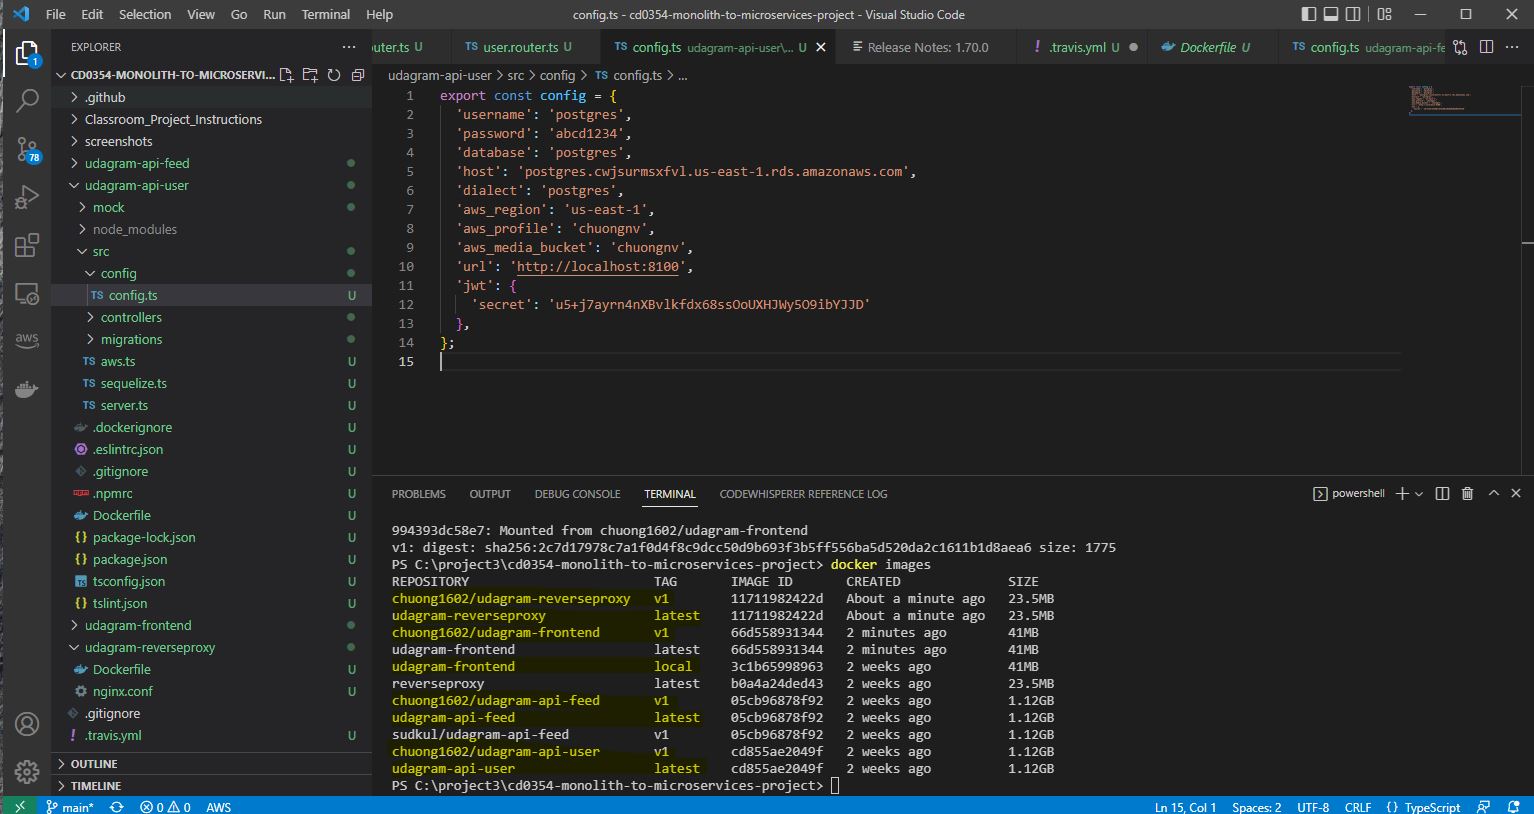 File Edit Selection View Go Run Terminal Help config.ts - cd0354-monolith-to-microservices-project - Visual Studio Code
EXPLORER
CD0354-MONOLITH-TO-MICROSERVI...
.github
Classroom_Project_Instructions
screenshots
udagram-api-feed
udagram-api-user
mock
node_modules
src
config
TS config.ts U
controllers
migrations
TS aws.ts U
TS sequelize.ts U
TS server.ts U
.dockerignore U
.eslintrc.json U
.gitignore U
.npmrc U
Dockerfile U
{} package-lock.json U
{} package.json U
tsconfig.json U
{} tslint.json U
udagram-frontend
udagram-reverseproxy
Dockerfile U
nginx.conf U
.gitignore
! .travis.yml U
OUTLINE
TIMELINE
1
78
aws
outer.ts U TS user.router.ts U TS config.ts udagram-api-user\... U Release Notes: 1.70.0 ! .travis.yml U Dockerfile U TS config.ts udagram-api-fe
udagram-api-user > src > config > TS config.ts > ...
1 export const config = {
2 'username': 'postgres',
3 'password': 'abcd1234',
4 'database': 'postgres',
5 'host': 'postgres.cwjsurmsxfvl.us-east-1.rds.amazonaws.com',
6 'dialect': 'postgres',
7 'aws_region': 'us-east-1',
8 'aws_profile': 'chuongnv',
9 'aws_media_bucket': 'chuongnv',
10 'url': 'http://localhost:8100',
11 'jwt': {
12 'secret': 'u5+j7ayrn4nXBvlkfdx68ssOoUXHJWy5O9ibYJJD'
13 },
14 };
15
PROBLEMS OUTPUT DEBUG CONSOLE TERMINAL CODEWHISPERER REFERENCE LOG powershell
994393dc58e7: Mounted from chuong1602/udagram-frontend
v1: digest: sha256:2c7d17978c7a1f0d4f8c9dcc50d9b693f3b5ff556ba5d520da2c1611b1d8aea6 size: 1775
PS C:\project3\cd0354-monolith-to-microservices-project> docker images
REPOSITORY TAG IMAGE ID CREATED SIZE
chuong1602/udagram-reverseproxy v1 11711982422d About a minute ago 23.5MB
udagram-reverseproxy latest 11711982422d About a minute ago 23.5MB
chuong1602/udagram-frontend v1 66d558931344 2 minutes ago 41MB
udagram-frontend latest 66d558931344 2 minutes ago 41MB
udagram-frontend local 3c1b65998963 2 weeks ago 41MB
reverseproxy latest b0a4a24ded43 2 weeks ago 23.5MB
chuong1602/udagram-api-feed v1 05cb96878f92 2 weeks ago 1.12GB
udagram-api-feed latest 05cb96878f92 2 weeks ago 1.12GB
sudkul/udagram-api-feed v1 05cb96878f92 2 weeks ago 1.12GB
chuong1602/udagram-api-user v1 cd855ae2049f 2 weeks ago 1.12GB
udagram-api-user latest cd855ae2049f 2 weeks ago 1.12GB
PS C:\project3\cd0354-monolith-to-microservices-project>
main* 0 0 AWS Ln 15, Col 1 Spaces: 2 UTF-8 CRLF {} TypeScript